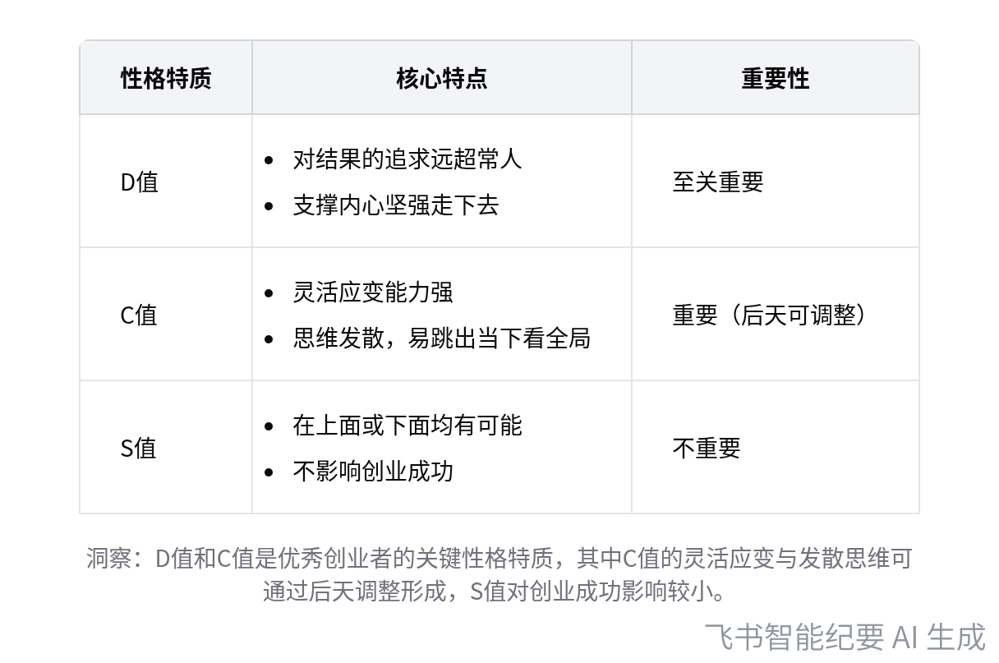 性格特质
核心特点
重要性
D值
• 对结果的追求远超常人
• 支撑内心坚强走下去
至关重要
C值
• 灵活应变能力强
• 思维发散，易跳出当下看全局
重要（后天可调整）
S值
• 在上面或下面均有可能
• 不影响创业成功
不重要
洞察：D值和C值是优秀创业者的关键性格特质，其中C值的灵活应变与发散思维可
通过后天调整形成，S值对创业成功影响较小。
飞书智能纪要 AI 生成